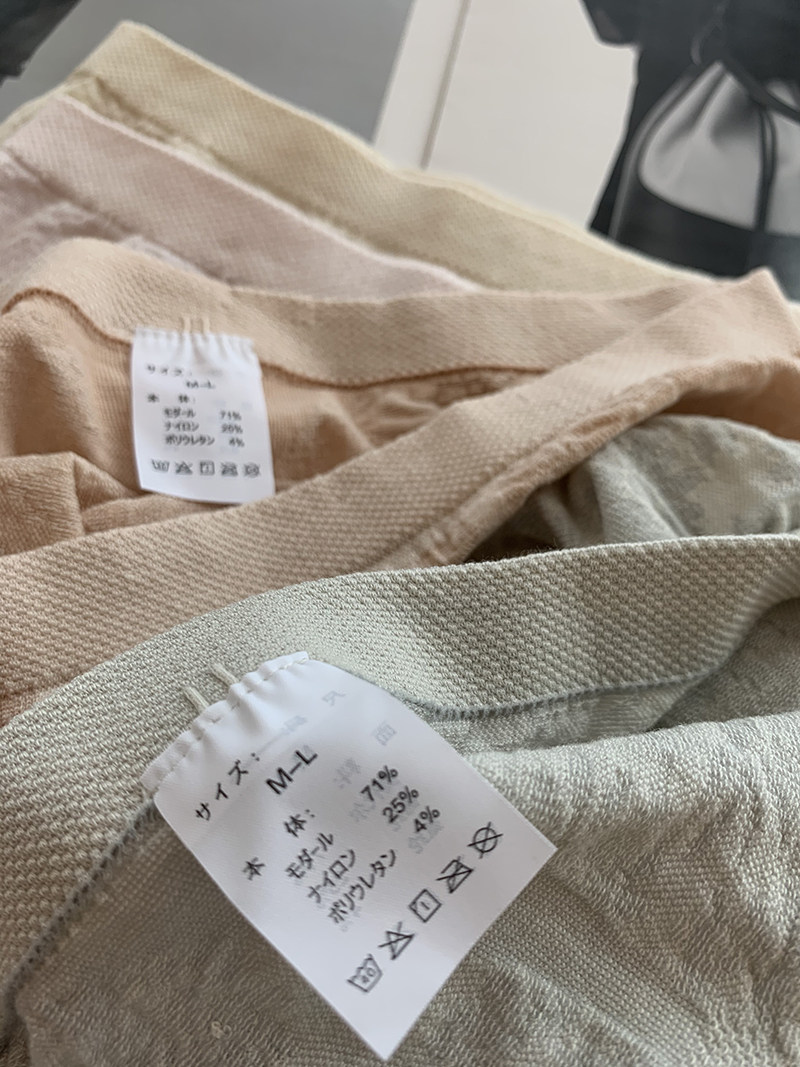 サイズ:
M-L
本 体:
モダール 71%
ナイロン 25%
ポリウレタン 4%
サイズ:
M-L
本 体:
モダール 71%
ナイロン 25%
ポリウレタン 4%
40